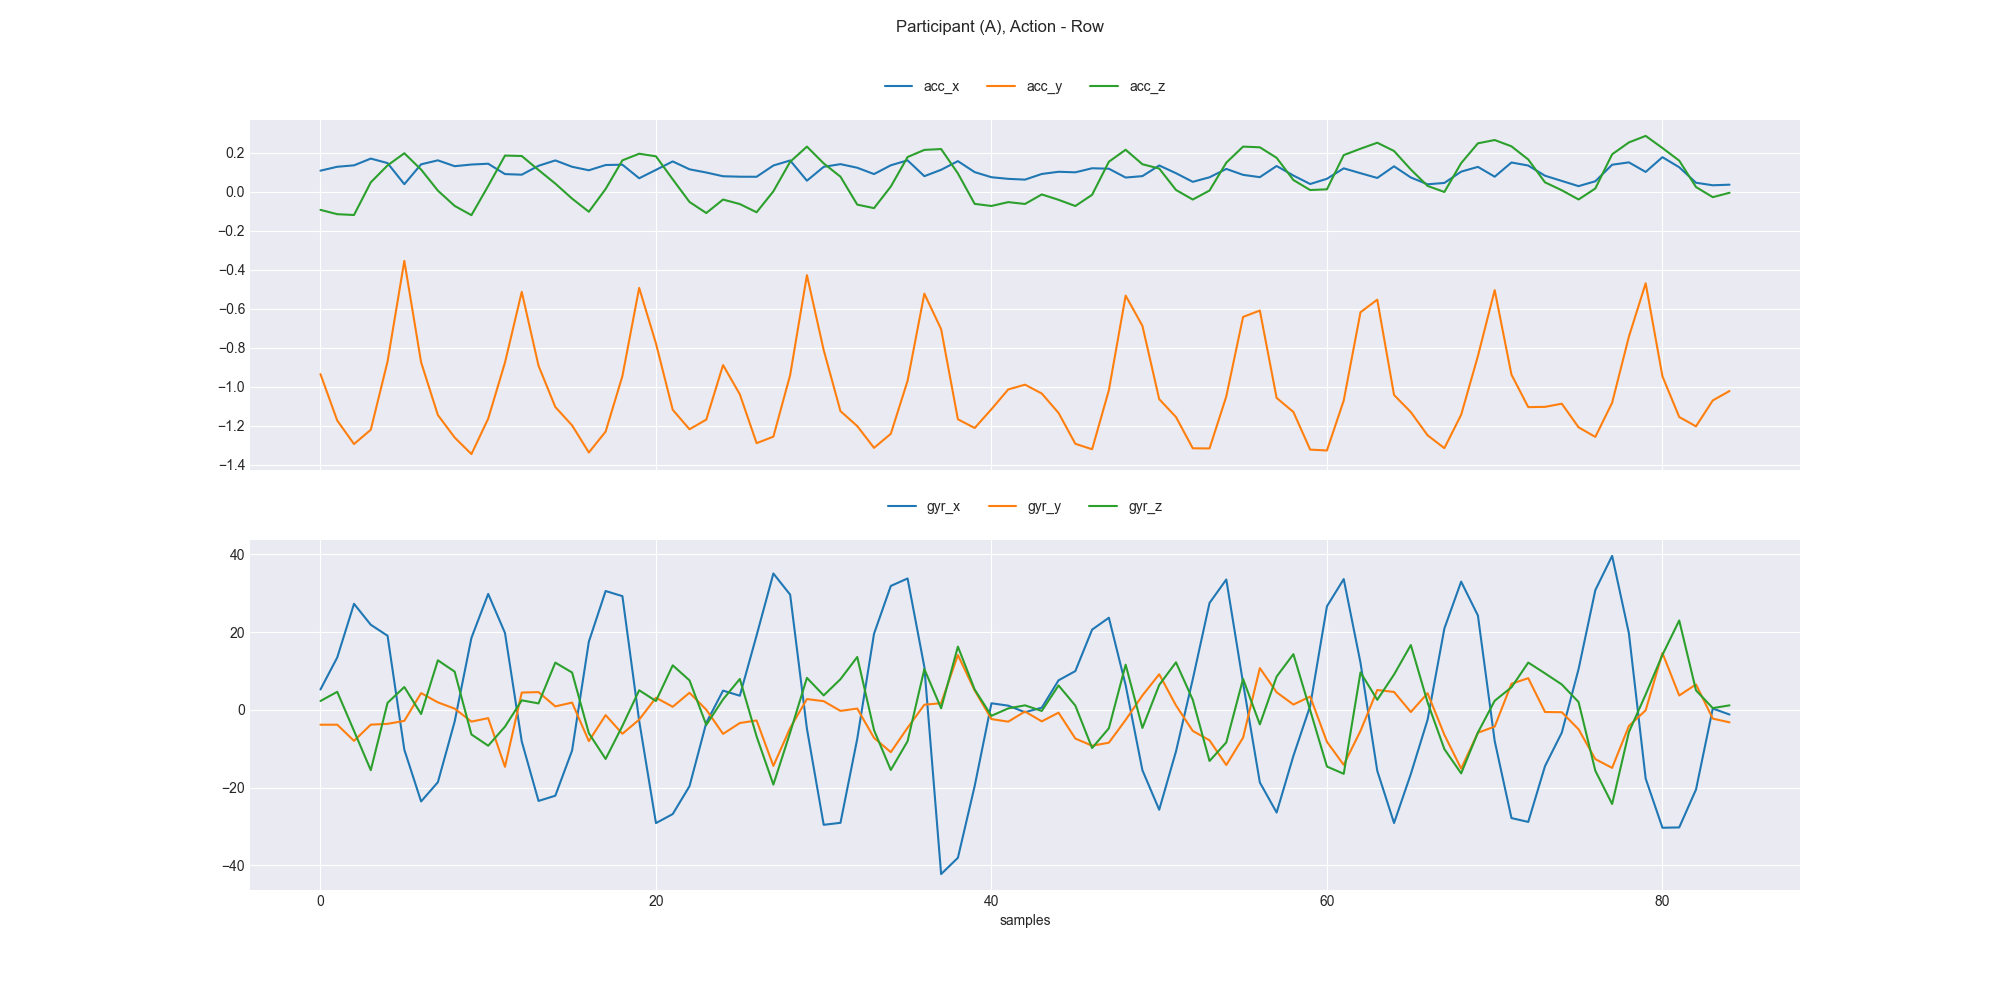 Participant (A), Action - Row
acc_x acc_y acc_z
0.2
0.0
−0.2
−0.4
−0.6
−0.8
−1.0
−1.2
−1.4
gyr_x gyr_y gyr_z
40
20
0
−20
−40
0 20 40 60 80
samples